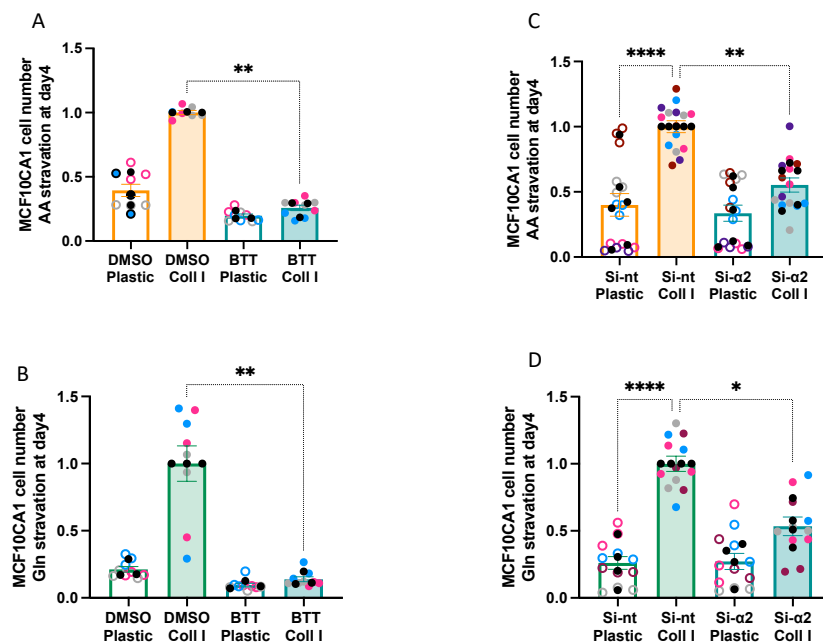 A
MCF10CA1 cell number
AA stravation at day4
1.5
1.0
0.5
0.0
**
DMSO
Plastic
DMSO
Coll I
BTT
Plastic
BTT
Coll I
C
MCF10CA1 cell number
AA stravation at day4
1.5
1.0
0.5
0.0
****
**
Si-nt
Plastic
Si-nt
Coll I
Si-α2
Plastic
Si-α2
Coll I
B
MCF10CA1 cell number
Gln stravation at day4
1.5
1.0
0.5
0.0
**
DMSO
Plastic
DMSO
Coll I
BTT
Plastic
BTT
Coll I
D
MCF10CA1 cell number
Gln stravation at day4
1.5
1.0
0.5
0.0
****
*
Si-nt
Plastic
Si-nt
Coll I
Si-α2
Plastic
Si-α2
Coll I